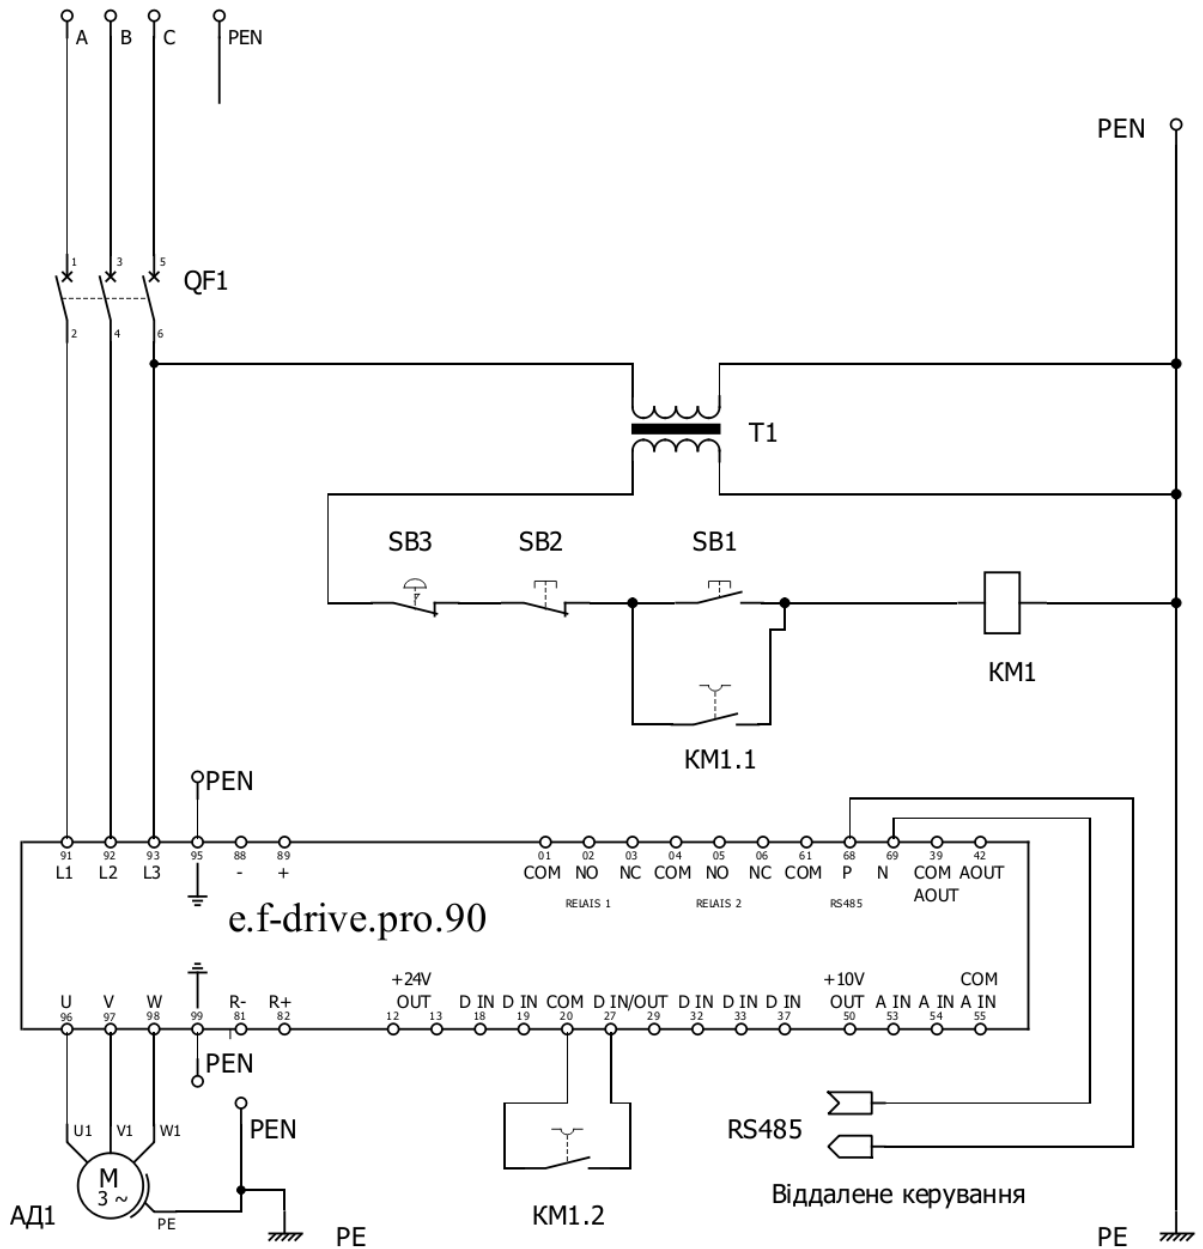 A B C PEN
PEN
1 3 5
QF1
2 4 6
T1
SB3 SB2 SB1
KM1
KM1.1
PEN
91 92 93 95 88 89 01 02 03 04 05 06 61 68 69 39 42
L1 L2 L3 - + COM NO NC COM NO NC COM P N COM AOUT
AOUT
RELAIS 1 RELAIS 2 RS485
e.f-drive.pro.90
+24V +10V COM
U V W R- R+ OUT D IN D IN COM D IN/OUT D IN D IN D IN OUT A IN A IN A IN
96 97 98 99 81 82 12 13 18 19 20 27 29 32 33 37 50 53 54 55
PEN
U1 V1 W1 PEN
RS485
M
3 ~
АД1
PE
Віддалене керування
KM1.2
PE PE